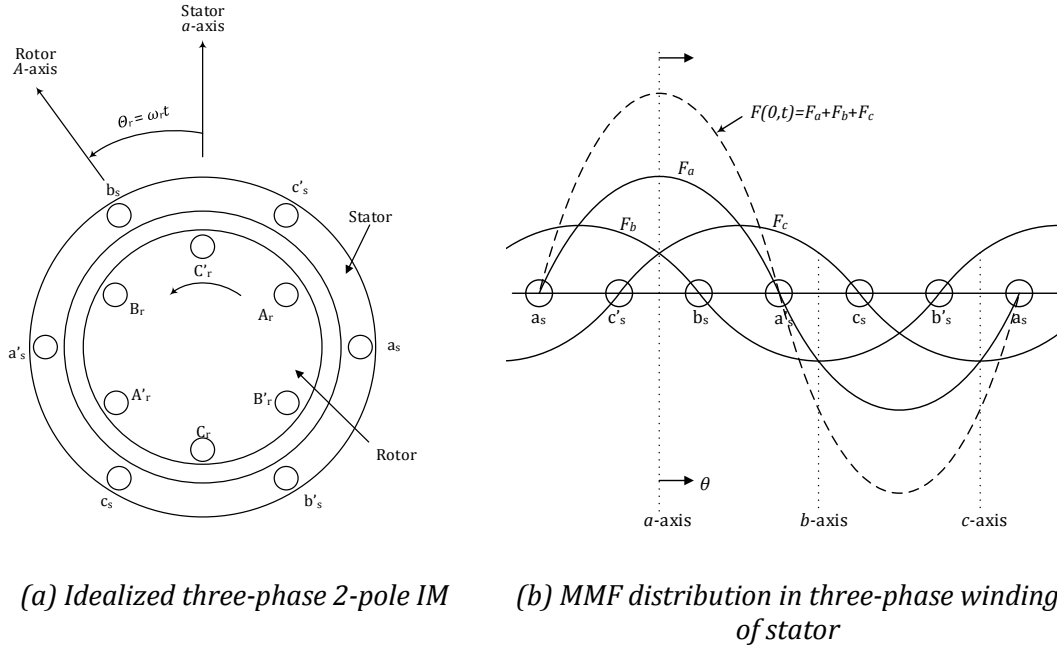 Stator
a-axis
Rotor
A-axis
Θr = ωrt
bs
c's
Stator
C'r
Br
Ar
a's
as
A'r
B'r
Cr
Rotor
cs
b's
F(0,t)=Fa+Fb+Fc
Fa
Fb
Fc
as
c's
bs
a's
cs
b's
as
θ
a-axis
b-axis
c-axis
(a) Idealized three-phase 2-pole IM
(b) MMF distribution in three-phase winding
of stator